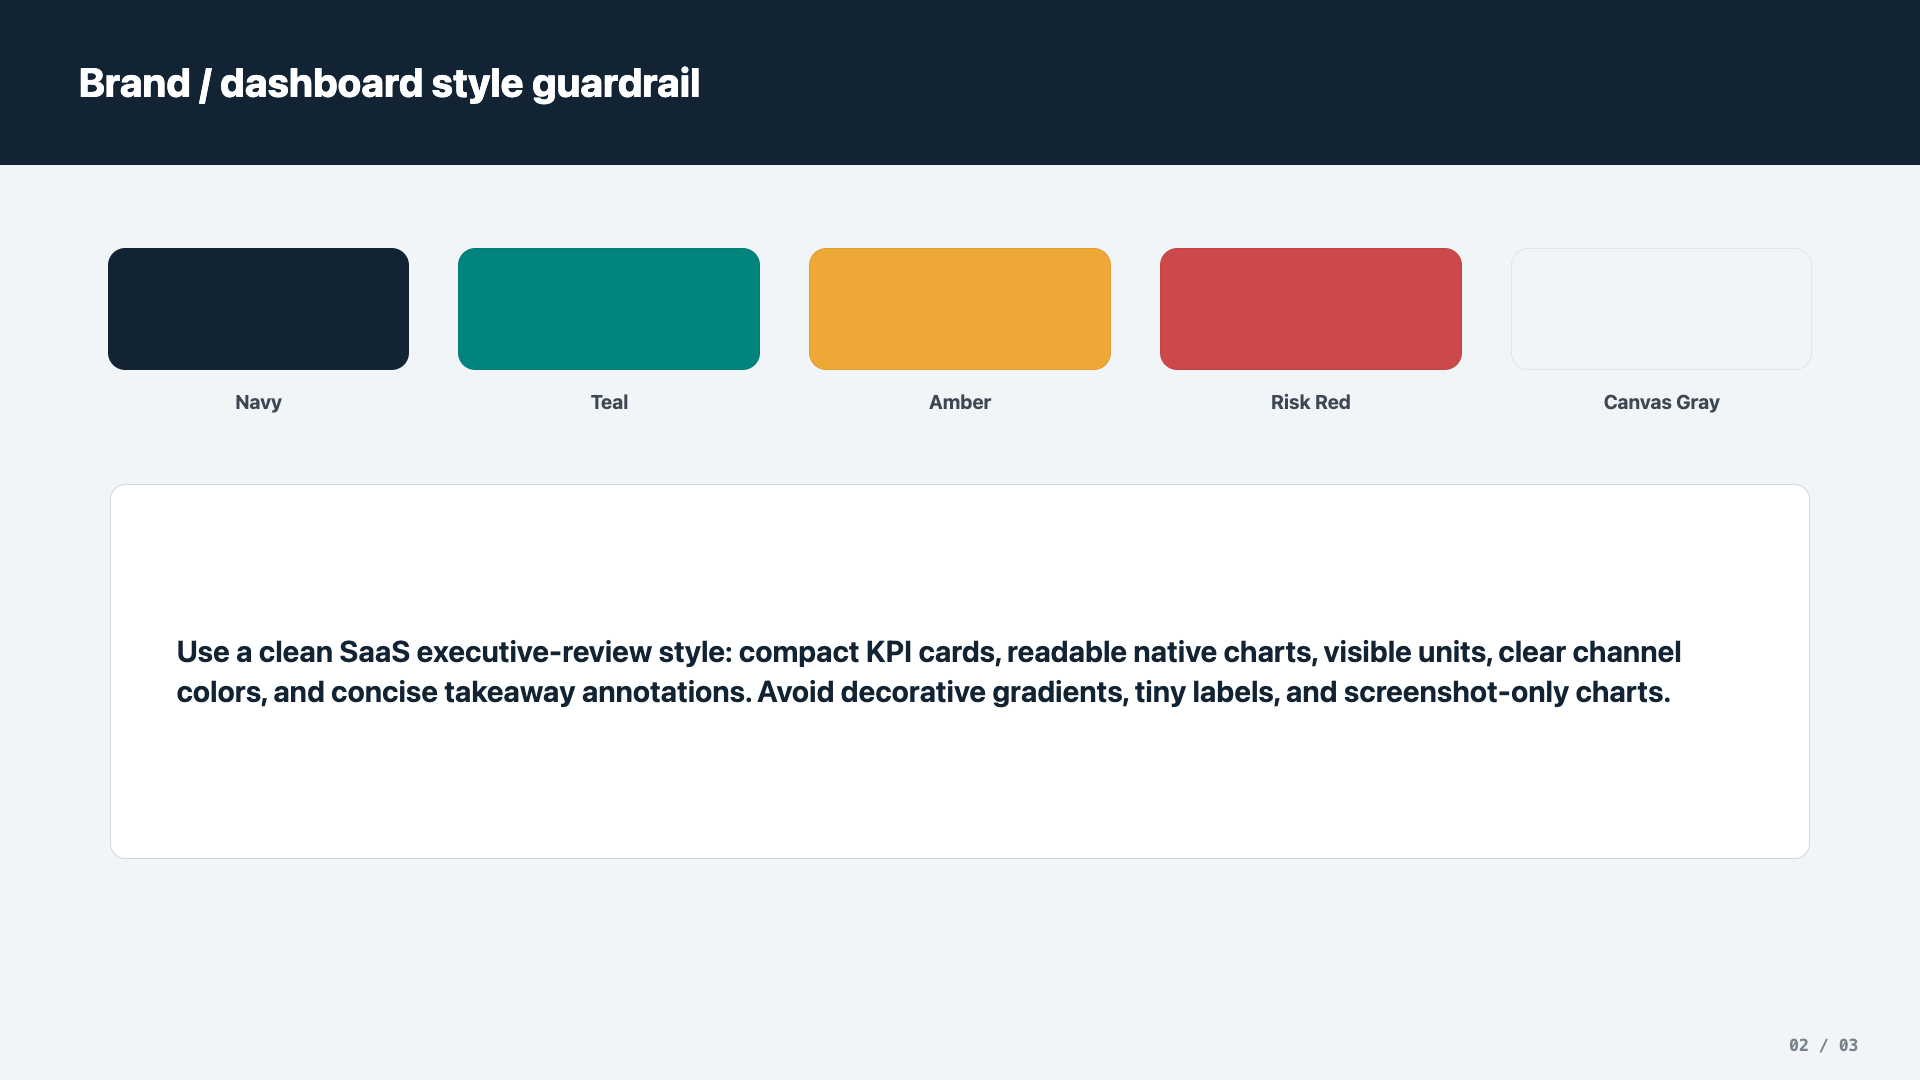 Brand / dashboard style guardrail
Navy
Teal
Amber
Risk Red
Canvas Gray
Use a clean SaaS executive-review style: compact KPI cards, readable native charts, visible units, clear channel
colors, and concise takeaway annotations. Avoid decorative gradients, tiny labels, and screenshot-only charts.
02 / 03